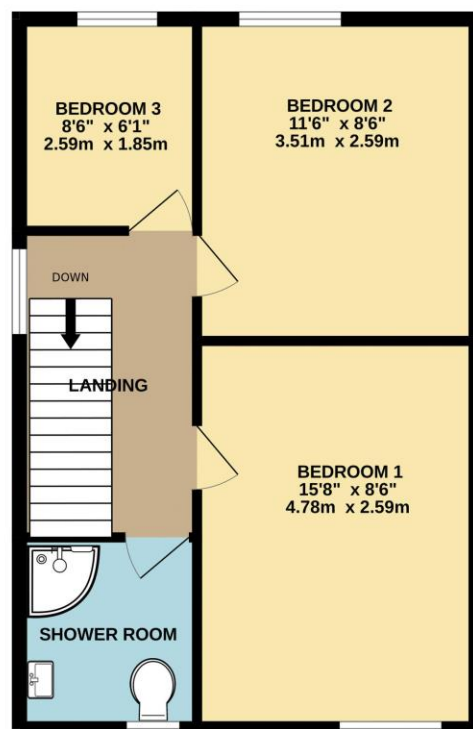 BEDROOM 3
8'6" x 6'1"
2.59m x 1.85m
BEDROOM 2
11'6" x 8'6"
3.51m x 2.59m
DOWN
LANDING
BEDROOM 1
15'8" x 8'6"
4.78m x 2.59m
SHOWER ROOM